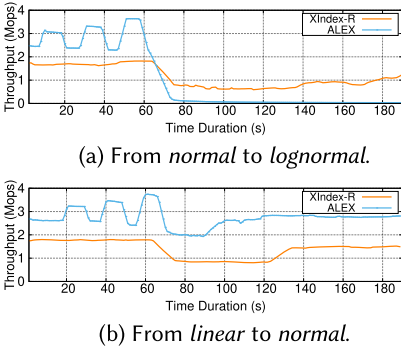 Throughput (Mops)
4
3
2
1
0
XIndex-R
ALEX
20 40 60 80 100 120 140 160 180
Time Duration (s)
(a) From normal to lognormal.
Throughput (Mops)
4
3
2
1
0
XIndex-R
ALEX
20 40 60 80 100 120 140 160 180
Time Duration (s)
(b) From linear to normal.